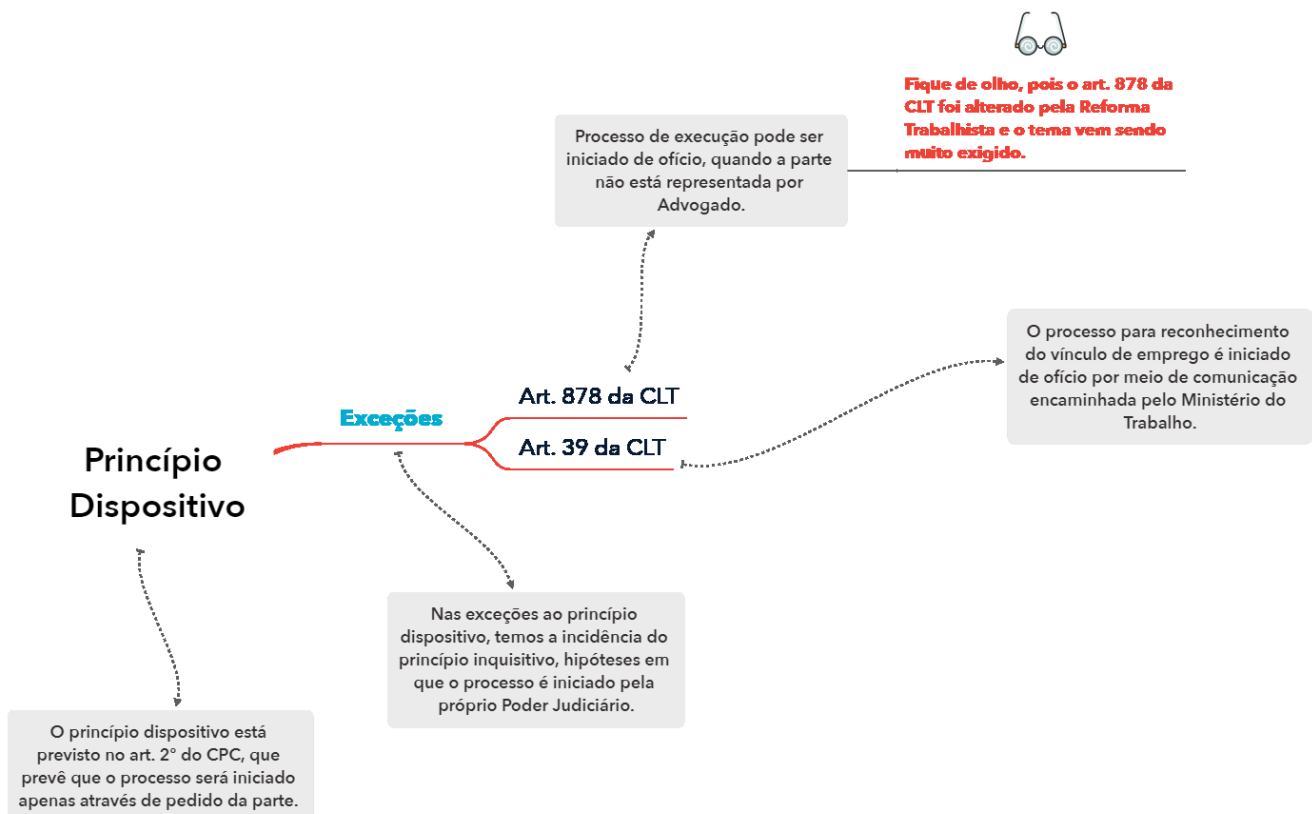 Fique de olho, pois o art. 878 da
CLT foi alterado pela Reforma
Trabalhista e o tema vem sendo
muito exigido.
Processo de execução pode ser
iniciado de ofício, quando a parte
não está representada por
Advogado.
O processo para reconhecimento
do vínculo de emprego é iniciado
de ofício por meio de comunicação
encaminhada pelo Ministério do
Trabalho.
Art. 878 da CLT
Exceções
Art. 39 da CLT
Princípio
Dispositivo
Nas exceções ao princípio
dispositivo, temos a incidência do
princípio inquisitivo, hipóteses em
que o processo é iniciado pela
próprio Poder Judiciário.
O princípio dispositivo está
previsto no art. 2° do CPC, que
prevê que o processo será iniciado
apenas através de pedido da parte.